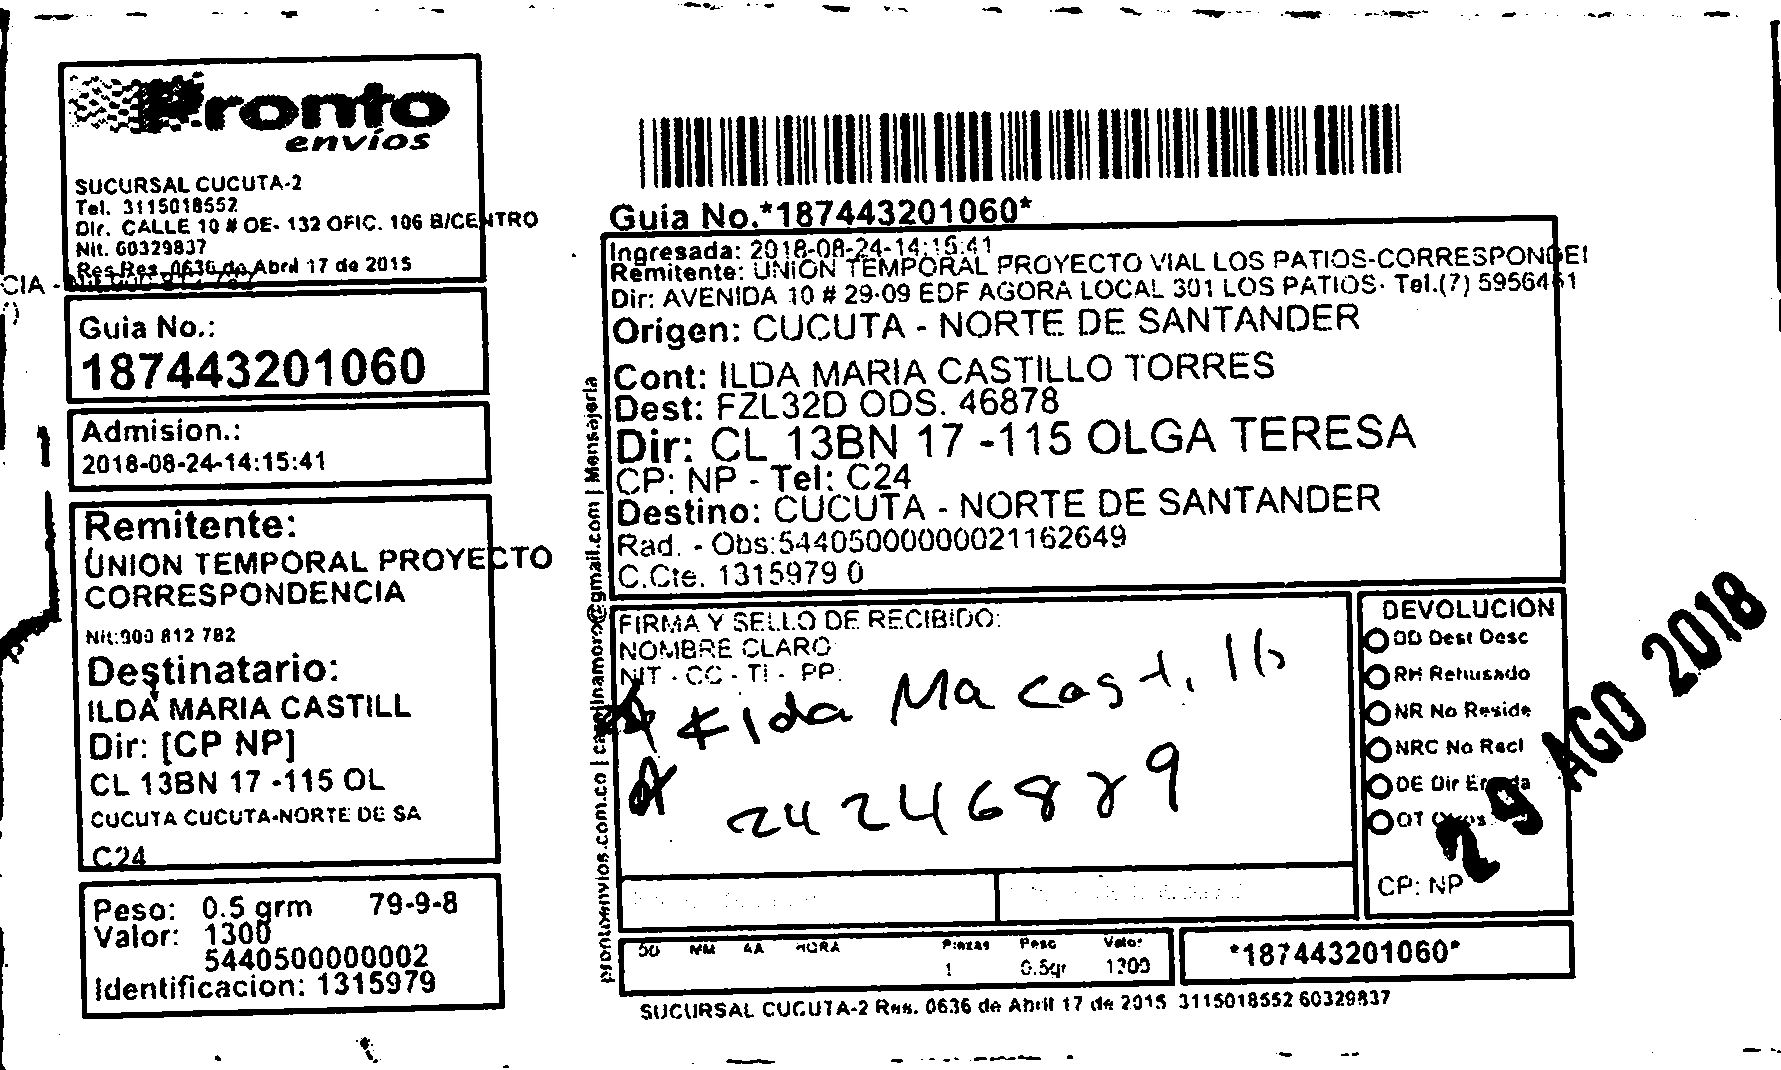 Pronto
envíos
SUCURSAL CUCUTA-2
Tel. 3115018552
Dir. CALLE 10 # OE- 132 OFIC. 106 B/CENTRO
Nit. 60329837
Res Res. 0636 de Abril 17 de 2015
CIA -
Guia No.:
187443201060
Admision.:
2018-08-24-14:15:41
Remitente:
UNION TEMPORAL PROYECTO
CORRESPONDENCIA
Nit:900 812 782
Destinatario:
ILDA MARIA CASTILL
Dir: [CP NP]
CL 13BN 17 -115 OL
CUCUTA CUCUTA-NORTE DE SA
C24
Peso: 0.5 grm 79-9-8
Valor: 1300
5440500000002
Identificacion: 1315979
Guia No.*187443201060*
Ingresada: 2018-08-24-14:15:41
Remitente: UNION TEMPORAL PROYECTO VIAL LOS PATIOS-CORRESPONDEI
Dir: AVENIDA 10 # 29-09 EDF AGORA LOCAL 301 LOS PATIOS- Tel.(7) 5956461
Origen: CUCUTA - NORTE DE SANTANDER
Cont: ILDA MARIA CASTILLO TORRES
Dest: FZL32D ODS. 46878
Dir: CL 13BN 17 -115 OLGA TERESA
CP: NP - Tel: C24
Destino: CUCUTA - NORTE DE SANTANDER
Rad. - Obs:54405000000021162649
C.Cte. 1315979 0
FIRMA Y SELLO DE RECIBIDO:
NOMBRE CLARO
NIT - CC - TI - PP:
Ilda Ma Castillo
24246829
DEVOLUCION
DD Dest Desc
RH Rehusado
NR No Reside
NRC No Recl
DE Dir Errada
OT Otros
CP: NP
29 AGO 2018
DD MM AA HORA Piezas Peso Valor
1 0.5gr 1300
*187443201060*
SUCURSAL CUCUTA-2 Res. 0636 de Abril 17 de 2015 3115018552 60329837